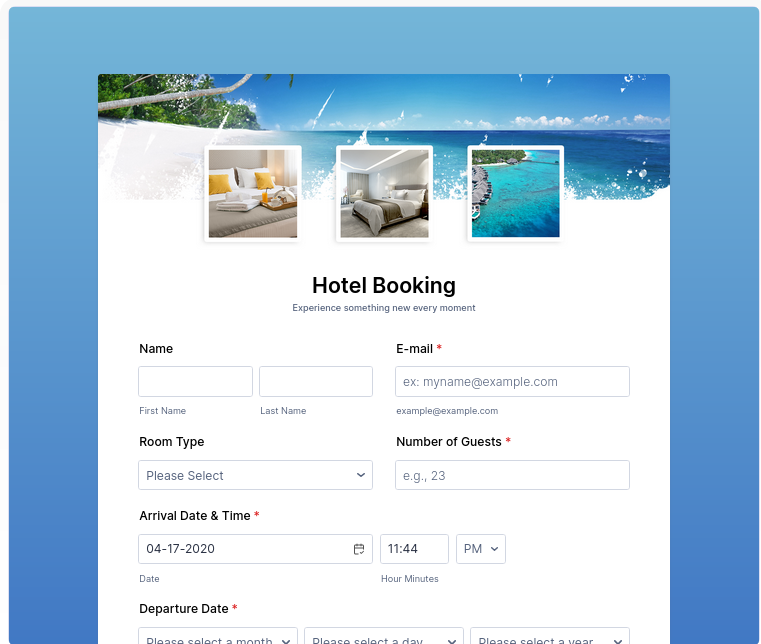 Hotel Booking
Experience something new every moment
Name
E-mail *
ex: myname@example.com
First Name
Last Name
example@example.com
Room Type
Number of Guests *
Please Select
e.g., 23
Arrival Date & Time *
04-17-2020
11:44
PM
Date
Hour Minutes
Departure Date *
Please select a month
Please select a day
Please select a year